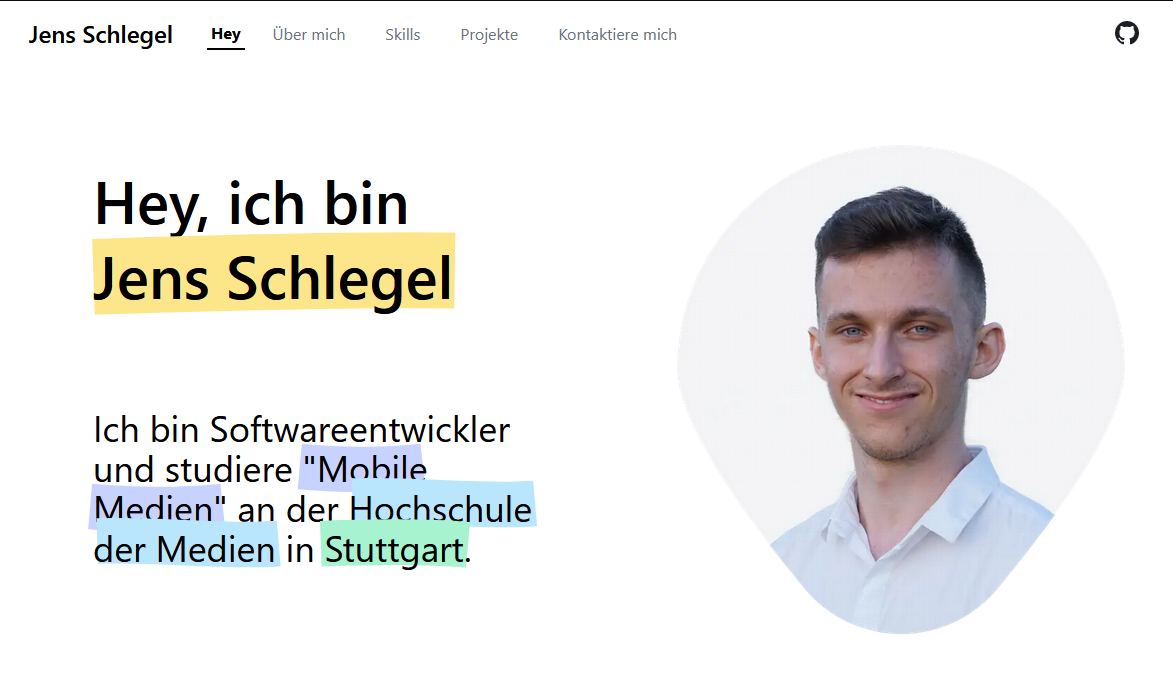 Jens Schlegel Hey Über mich Skills Projekte Kontaktiere mich
Hey, ich bin
Jens Schlegel
Ich bin Softwareentwickler
und studiere "Mobile
Medien" an der Hochschule
der Medien in Stuttgart.